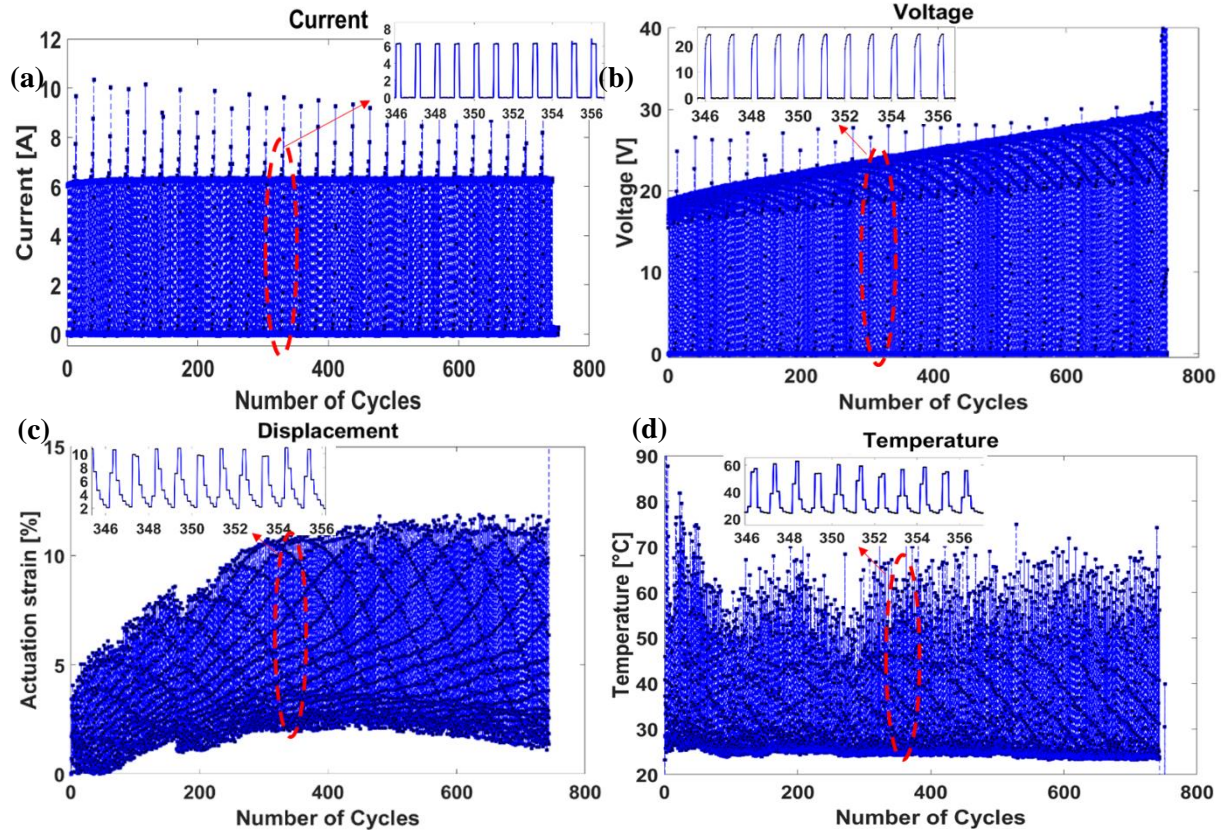 (a)
Current
Current [A]
12
10
8
6
4
2
0
0 200 400 600 800
Number of Cycles
8
6
4
2
0
346 348 350 352 354 356
(b)
Voltage
Voltage [V]
40
30
20
10
0
0 200 400 600 800
Number of Cycles
20
10
0
346 348 350 352 354 356
(c)
Displacement
Actuation strain [%]
15
10
5
0
0 200 400 600 800
Number of Cycles
10
8
6
4
2
346 348 350 352 354 356
(d)
Temperature
Temperature [°C]
90
80
70
60
50
40
30
20
0 200 400 600 800
Number of Cycles
60
40
20
346 348 350 352 354 356